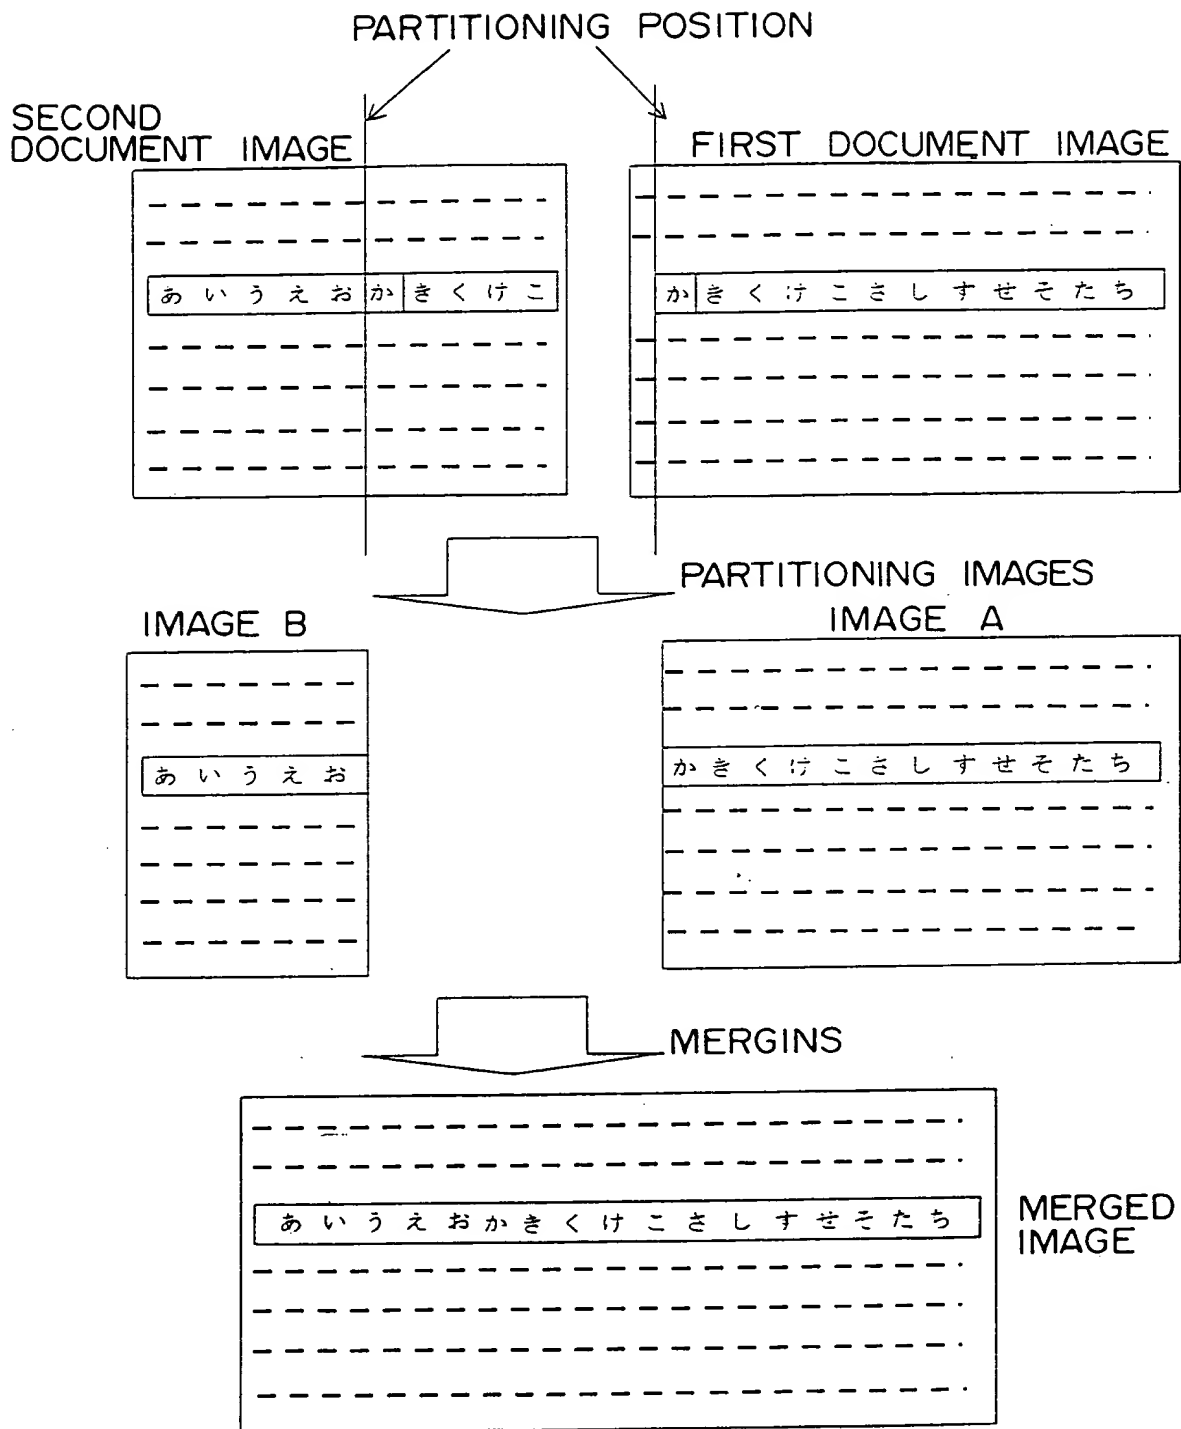 PARTITIONING POSITION
SECOND
DOCUMENT IMAGE
FIRST DOCUMENT IMAGE
あいうえおかきくけこ
かきくけこさしすせそたち
PARTITIONING IMAGES
IMAGE B
IMAGE A
あいうえお
かきくけこさしすせそたち
MERGINS
あいうえおかきくけこさしすせそたち
MERGED
IMAGE